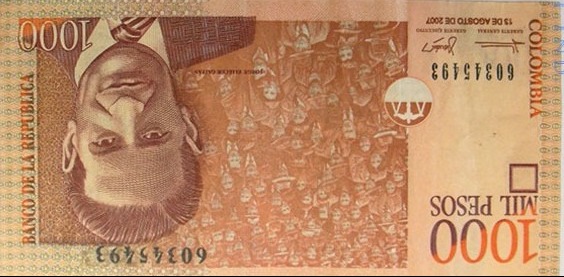 1000
MIL PESOS
COLOMBIA
60345493
GERENTE GENERAL
GERENTE EJECUTIVO
13 DE AGOSTO DE 2007
JORGE ELIECER GAITAN
60345493
BANCO DE LA REPUBLICA
1000